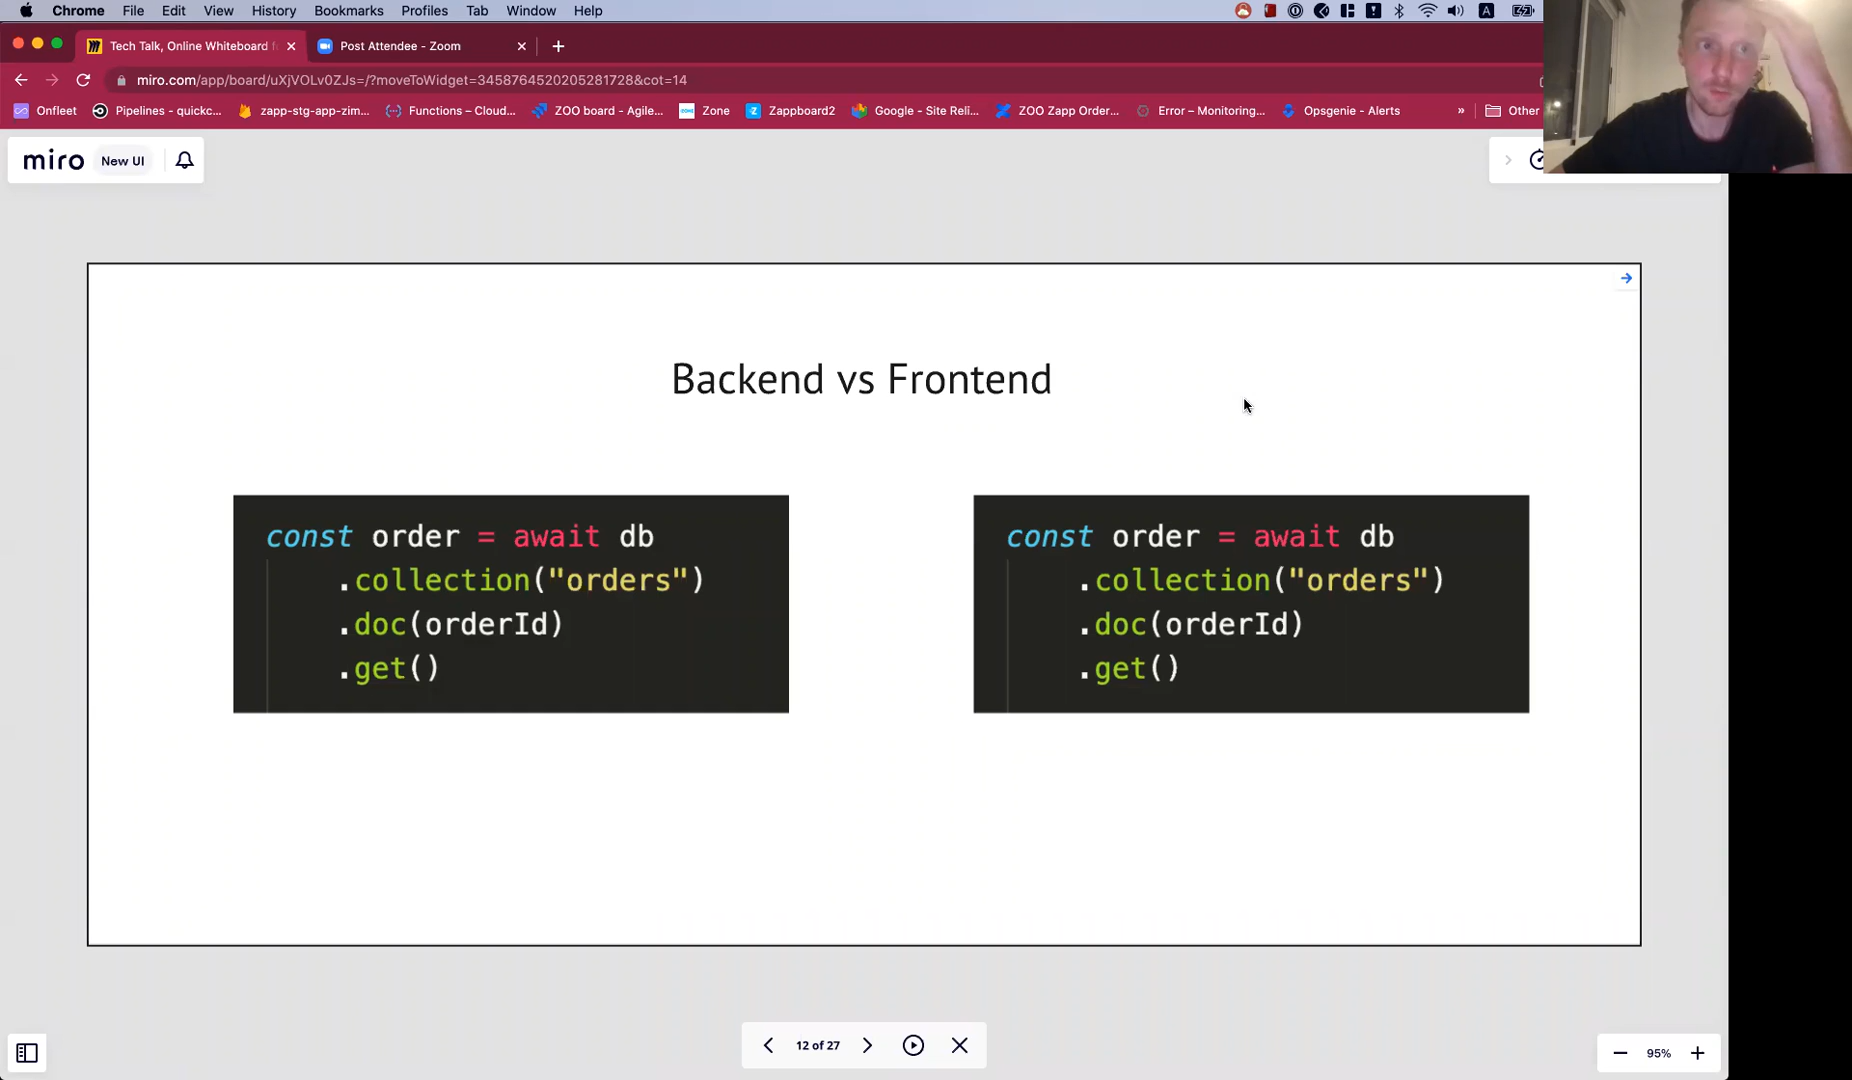 Chrome File Edit View History Bookmarks Profiles Tab Window Help
Tech Talk, Online Whiteboard f
Post Attendee - Zoom
miro.com/app/board/uXjVOLv0ZJs=/?moveToWidget=3458764520205281728&cot=14
Onfleet Pipelines - quickc... zapp-stg-app-zim... Functions – Cloud... ZOO board - Agile... Zone Zappboard2 Google - Site Reli... ZOO Zapp Order... Error – Monitoring... Opsgenie - Alerts » Other
miro New UI
Backend vs Frontend
const order = await db
.collection("orders")
.doc(orderId)
.get()
const order = await db
.collection("orders")
.doc(orderId)
.get()
12 of 27
95%